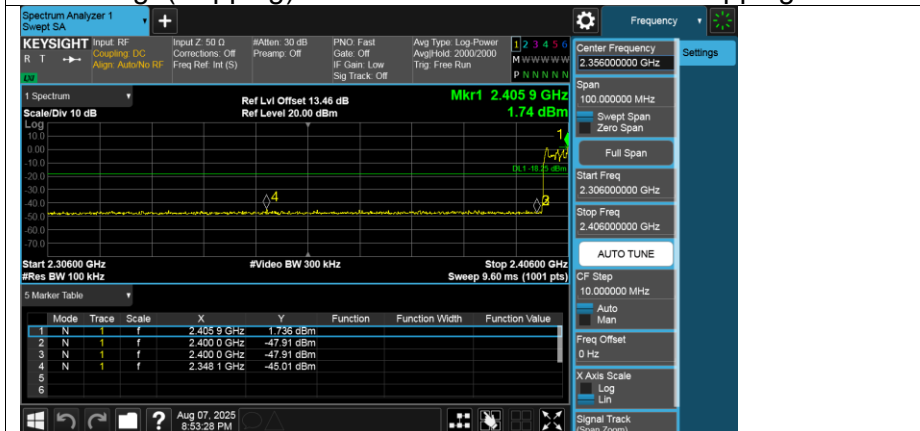 Spectrum Analyzer 1
Swept SA
Frequency
KEYSIGHT
R T
LXI
Input: RF
Coupling: DC
Align: Auto/No RF
Input Z: 50 Ω
Corrections: Off
Freq Ref: Int (S)
#Atten: 30 dB
Preamp: Off
PNO: Fast
Gate: Off
IF Gain: Low
Sig Track: Off
Avg Type: Log-Power
Avg|Hold: 2000/2000
Trig: Free Run
1 2 3 4 5 6
M W W W W W
P N N N N N
1 Spectrum
Scale/Div 10 dB
Ref Lvl Offset 13.46 dB
Ref Level 20.00 dBm
Mkr1 2.405 9 GHz
1.74 dBm
Log
10.0
0.00
-10.0
-20.0
-30.0
-40.0
-50.0
-60.0
-70.0
1
DL1 -18.25 dBm
4
Start 2.30600 GHz
#Res BW 100 kHz
#Video BW 300 kHz
Stop 2.40600 GHz
Sweep 9.60 ms (1001 pts)
5 Marker Table
Mode Trace Scale X Y Function Function Width Function Value
1 N 1 f 2.405 9 GHz 1.736 dBm
2 N 1 f 2.400 0 GHz -47.91 dBm
3 N 1 f 2.400 0 GHz -47.91 dBm
4 N 1 f 2.348 1 GHz -45.01 dBm
5
6
?
Aug 07, 2025
8:53:28 PM
Center Frequency
2.356000000 GHz
Settings
Span
100.000000 MHz
Swept Span
Zero Span
Full Span
Start Freq
2.306000000 GHz
Stop Freq
2.406000000 GHz
AUTO TUNE
CF Step
10.000000 MHz
Auto
Man
Freq Offset
0 Hz
X Axis Scale
Log
Lin
Signal Track
(Span Zoom)